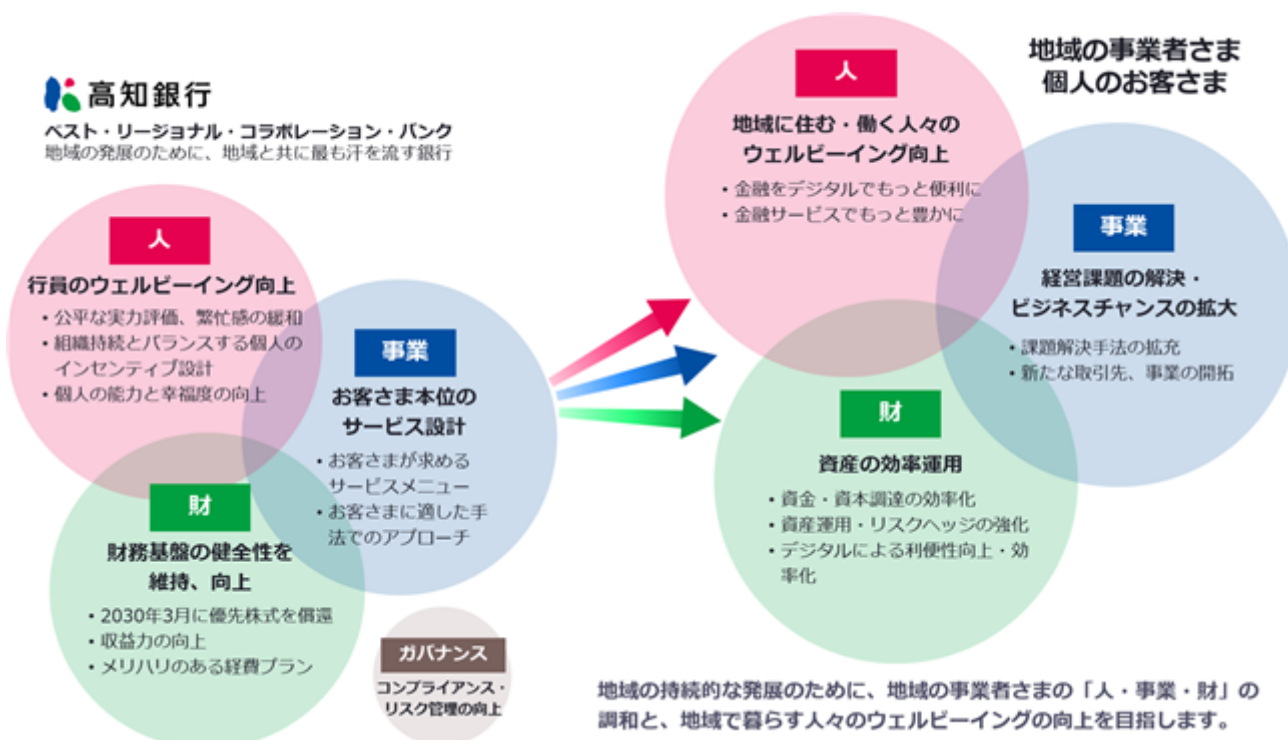 高知銀行
ベスト・リージョナル・コラボレーション・バンク
地域の発展のために、地域と共に最も汗を流す銀行
人
行員のウェルビーイング向上
・公平な実力評価、繁忙感の緩和
・組織持続とバランスする個人の
インセンティブ設計
・個人の能力と幸福度の向上
事業
お客さま本位の
サービス設計
・お客さまが求める
サービスメニュー
・お客さまに適した手
法でのアプローチ
財
財務基盤の健全性を
維持、向上
・2030年3月に優先株式を償還
・収益力の向上
・メリハリのある経費プラン
ガバナンス
コンプライアンス・
リスク管理の向上
地域の事業者さま
個人のお客さま
人
地域に住む・働く人々の
ウェルビーイング向上
・金融をデジタルでもっと便利に
・金融サービスでもっと豊かに
事業
経営課題の解決・
ビジネスチャンスの拡大
・課題解決手法の拡充
・新たな取引先、事業の開拓
財
資産の効率運用
・資金・資本調達の効率化
・資産運用・リスクヘッジの強化
・デジタルによる利便性向上・効
率化
地域の持続的な発展のために、地域の事業者さまの「人・事業・財」の
調和と、地域で暮らす人々のウェルビーイングの向上を目指します。